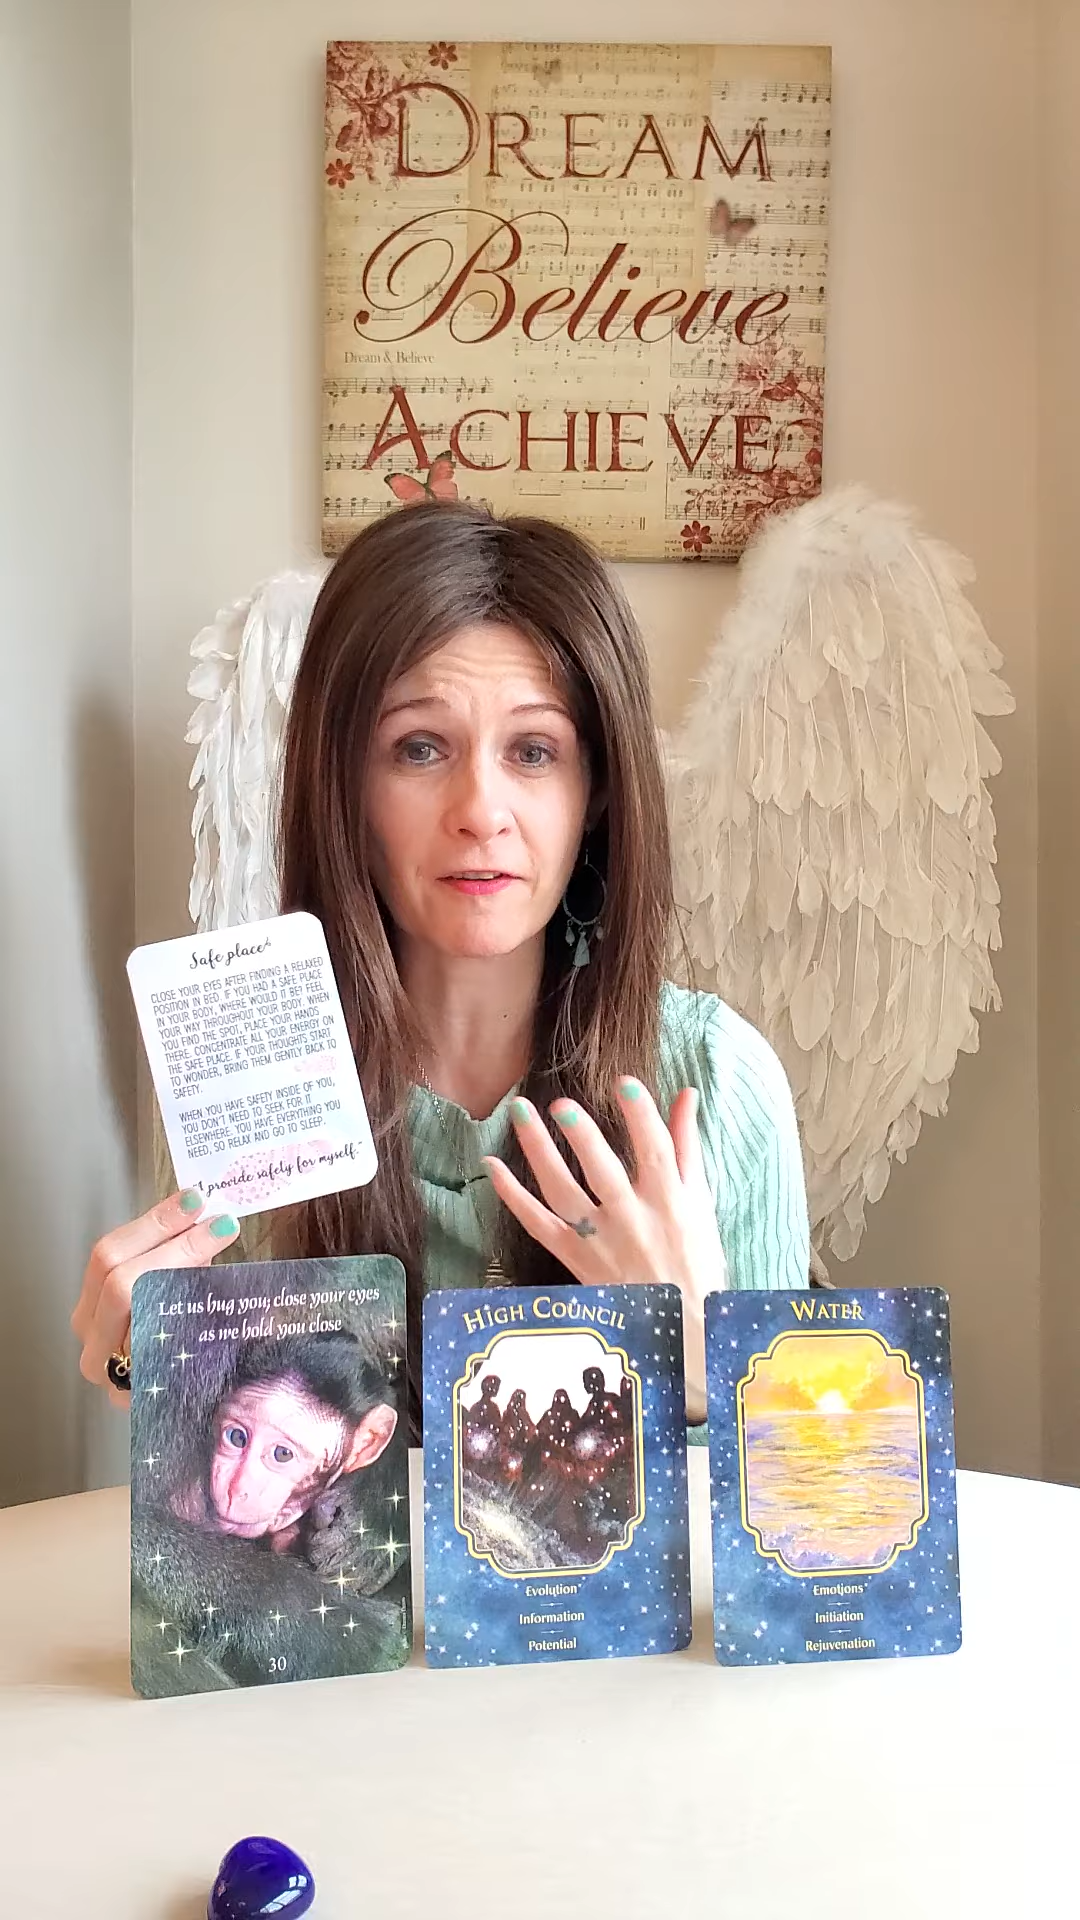 DREAM
Believe
Dream & Believe
ACHIEVE
Safe place
CLOSE YOUR EYES AFTER FINDING A RELAXED
POSITION IN BED. IF YOU HAD A SAFE PLACE
IN YOUR BODY, WHERE WOULD IT BE? FEEL
YOUR WAY THROUGHOUT YOUR BODY. WHEN
YOU FIND THE SPOT, PLACE YOUR HANDS
THERE. CONCENTRATE ALL YOUR ENERGY ON
THE SAFE PLACE. IF YOUR THOUGHTS START
TO WONDER, BRING THEM GENTLY BACK TO
SAFETY.
WHEN YOU HAVE SAFETY INSIDE OF YOU,
YOU DON'T NEED TO SEEK FOR IT
ELSEWHERE. YOU HAVE EVERYTHING YOU
NEED, SO RELAX AND GO TO SLEEP.
"I provide safety for myself."
Let us hug you; close your eyes
as we hold you close
30
HIGH COUNCIL
Evolution
Information
Potential
WATER
Emotions
Initiation
Rejuvenation